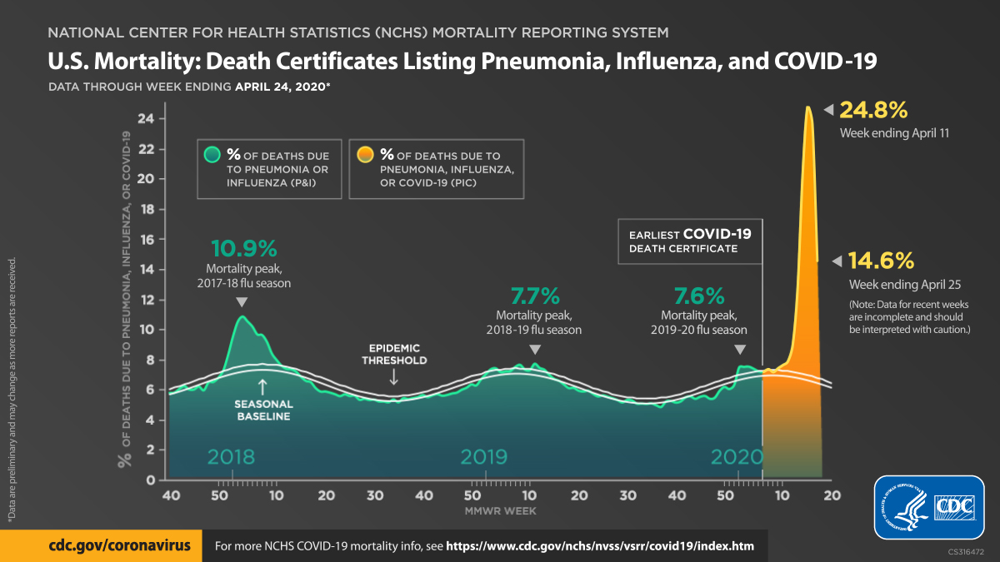 NATIONAL CENTER FOR HEALTH STATISTICS (NCHS) MORTALITY REPORTING SYSTEM
U.S. Mortality: Death Certificates Listing Pneumonia, Influenza, and COVID-19
DATA THROUGH WEEK ENDING APRIL 24, 2020*
% OF DEATHS DUE TO PNEUMONIA, INFLUENZA, OR COVID-19
24
22
20
18
16
14
12
10
8
6
4
2
0
% OF DEATHS DUE
TO PNEUMONIA OR
INFLUENZA (P&I)
% OF DEATHS DUE TO
PNEUMONIA, INFLUENZA,
OR COVID-19 (PIC)
24.8%
Week ending April 11
EARLIEST COVID-19
DEATH CERTIFICATE
10.9%
Mortality peak,
2017-18 flu season
14.6%
Week ending April 25
(Note: Data for recent weeks
are incomplete and should
be interpreted with caution.)
7.7%
Mortality peak,
2018-19 flu season
7.6%
Mortality peak,
2019-20 flu season
EPIDEMIC
THRESHOLD
SEASONAL
BASELINE
2018 2019 2020
40 50 10 20 30 40 50 10 20 30 40 50 10 20
MMWR WEEK
*Data are preliminary and may change as more reports are received.
CDC
cdc.gov/coronavirus
For more NCHS COVID-19 mortality info, see https://www.cdc.gov/nchs/nvss/vsrr/covid19/index.htm
CS316472